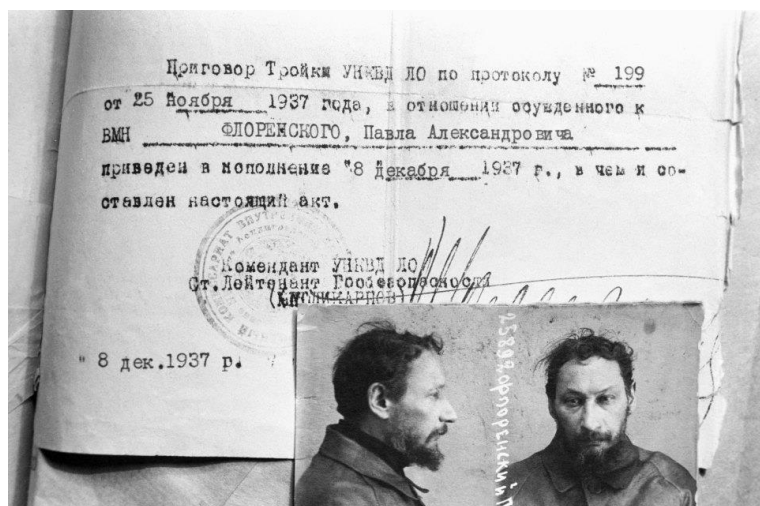 Приговор Тройки УНКВД ЛО по протоколу № 199
от "25 Ноября 1937 года, в отношении осужденного к
ВМН ФЛОРЕНСКОГО, Павла Александровича
приведен в исполнение "8 декабря 1937 г., в чем и со-
ставлен настоящий акт.
Комендант УНКВД ЛО
Ст.Лейтенант Госбезопасности
(ПОЛИКАРПОВ)
" 8 дек.1937 р.
Флоренский П